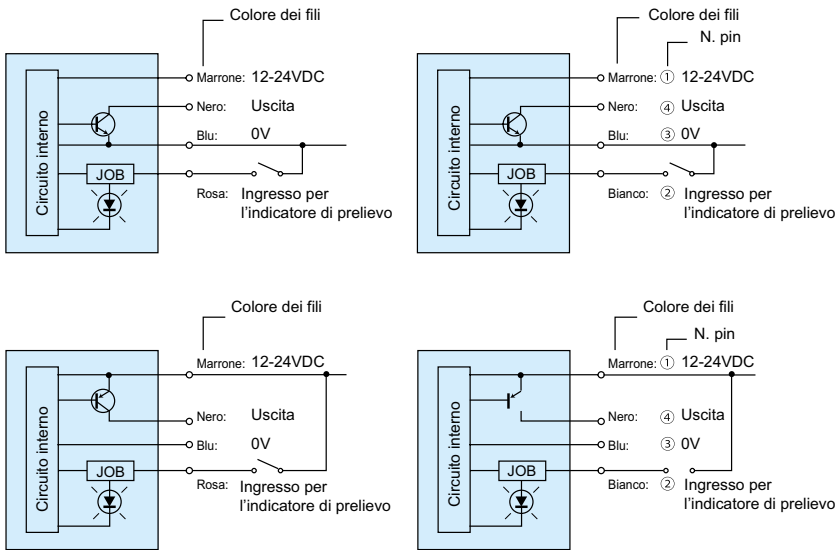 Colore dei fili
Circuito interno
JOB
Marrone: 12-24VDC
Nero: Uscita
Blu: 0V
Rosa: Ingresso per
l'indicatore di prelievo
Colore dei fili
N. pin
Circuito interno
JOB
Marrone: ① 12-24VDC
Nero: ④ Uscita
Blu: ③ 0V
Bianco: ② Ingresso per
l'indicatore di prelievo
Colore dei fili
Circuito interno
JOB
Marrone: 12-24VDC
Nero: Uscita
Blu: 0V
Rosa: Ingresso per
l'indicatore di prelievo
Colore dei fili
N. pin
Circuito interno
JOB
Marrone: ① 12-24VDC
Nero: ④ Uscita
Blu: ③ 0V
Bianco: ② Ingresso per
l'indicatore di prelievo